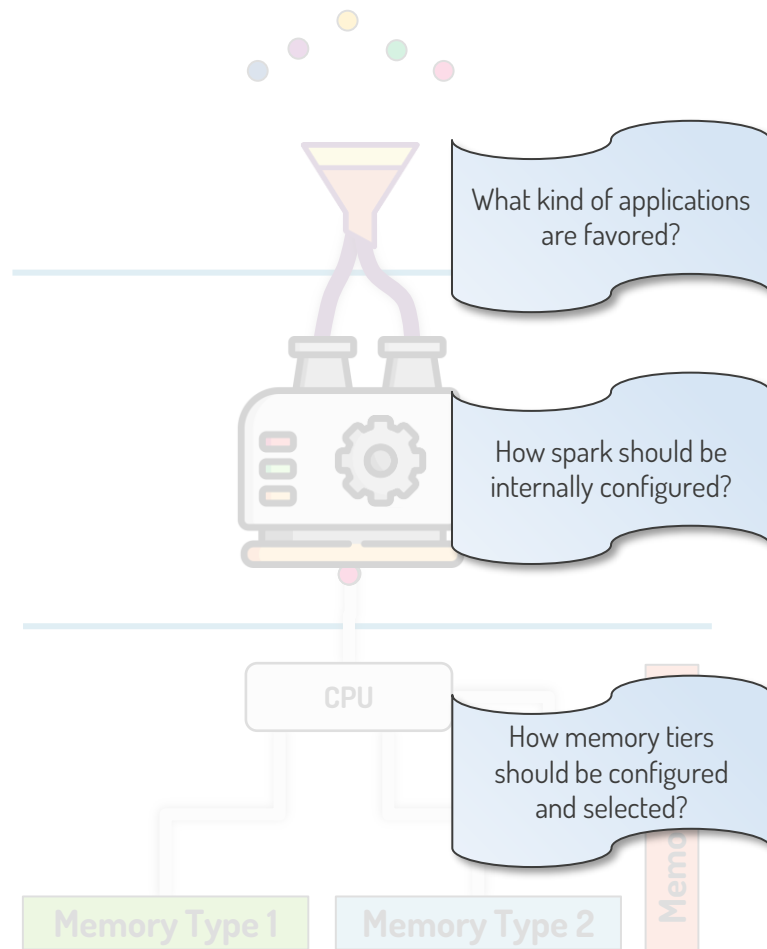 What kind of applications
are favored?
How spark should be
internally configured?
CPU
How memory tiers
should be configured
and selected?
Memory Type 1
Memory Type 2